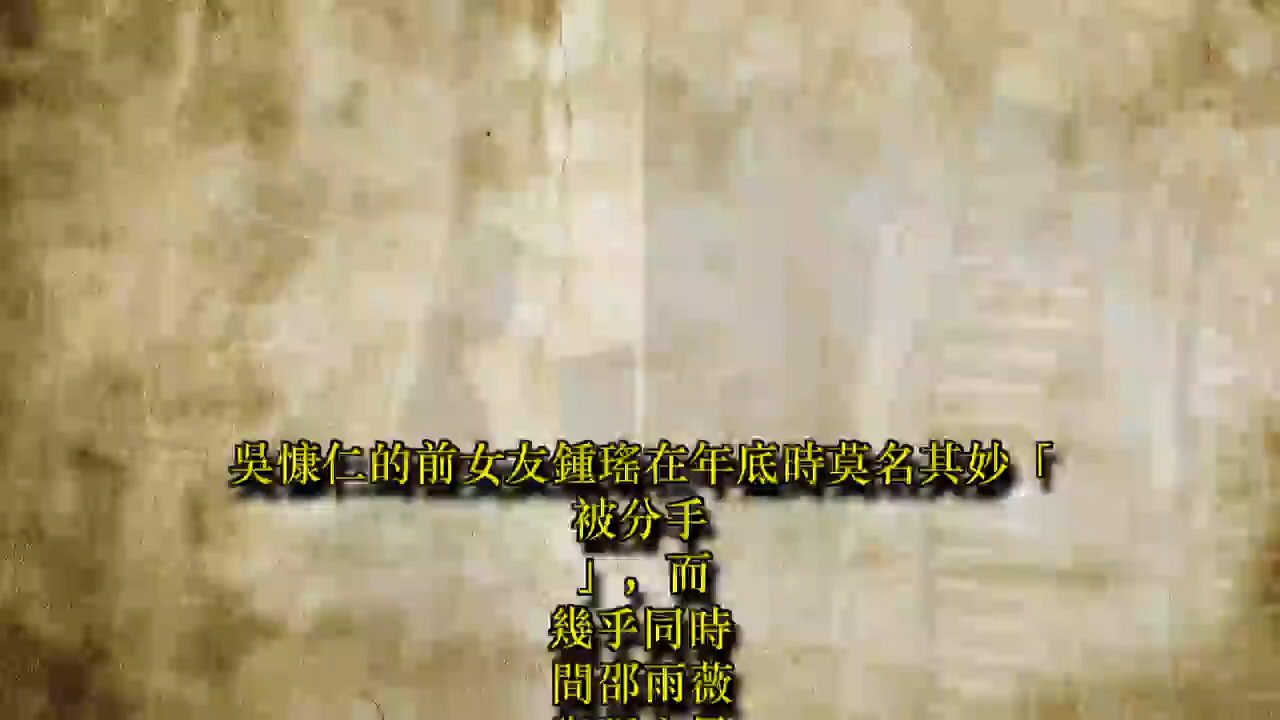 吳慷仁的前女友鍾瑤在年底時莫名其妙「
被分手
」，而
幾乎同時
間邵雨薇